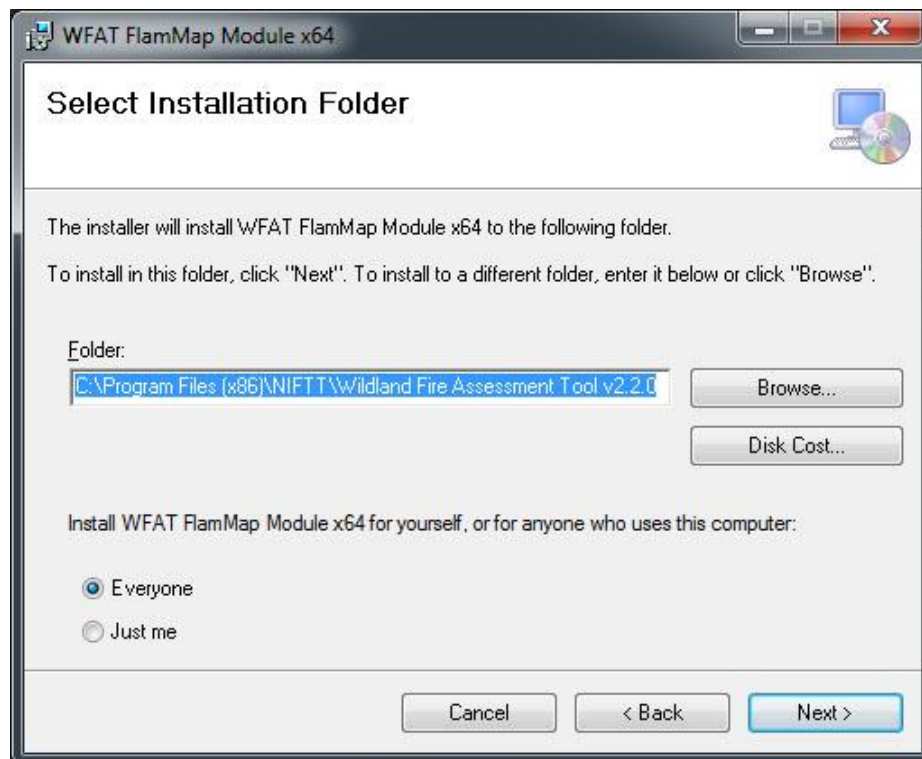 WFAT FlamMap Module x64
Select Installation Folder
The installer will install WFAT FlamMap Module x64 to the following folder.
To install in this folder, click "Next". To install to a different folder, enter it below or click "Browse".
Folder:
C:\Program Files (x86)\NIFTT\Wildland Fire Assessment Tool v2.2.0
Browse...
Disk Cost...
Install WFAT FlamMap Module x64 for yourself, or for anyone who uses this computer:
Everyone
Just me
Cancel
< Back
Next >